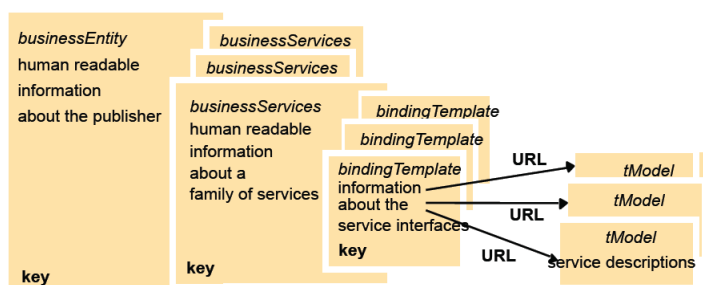 businessEntity
human readable
information
about the publisher
key
businessServices
businessServices
businessServices
human readable
information
about a
family of services
key
bindingTemplate
bindingTemplate
bindingTemplate
information
about the
service interfaces
key
URL
URL
URL
tModel
tModel
tModel
service descriptions